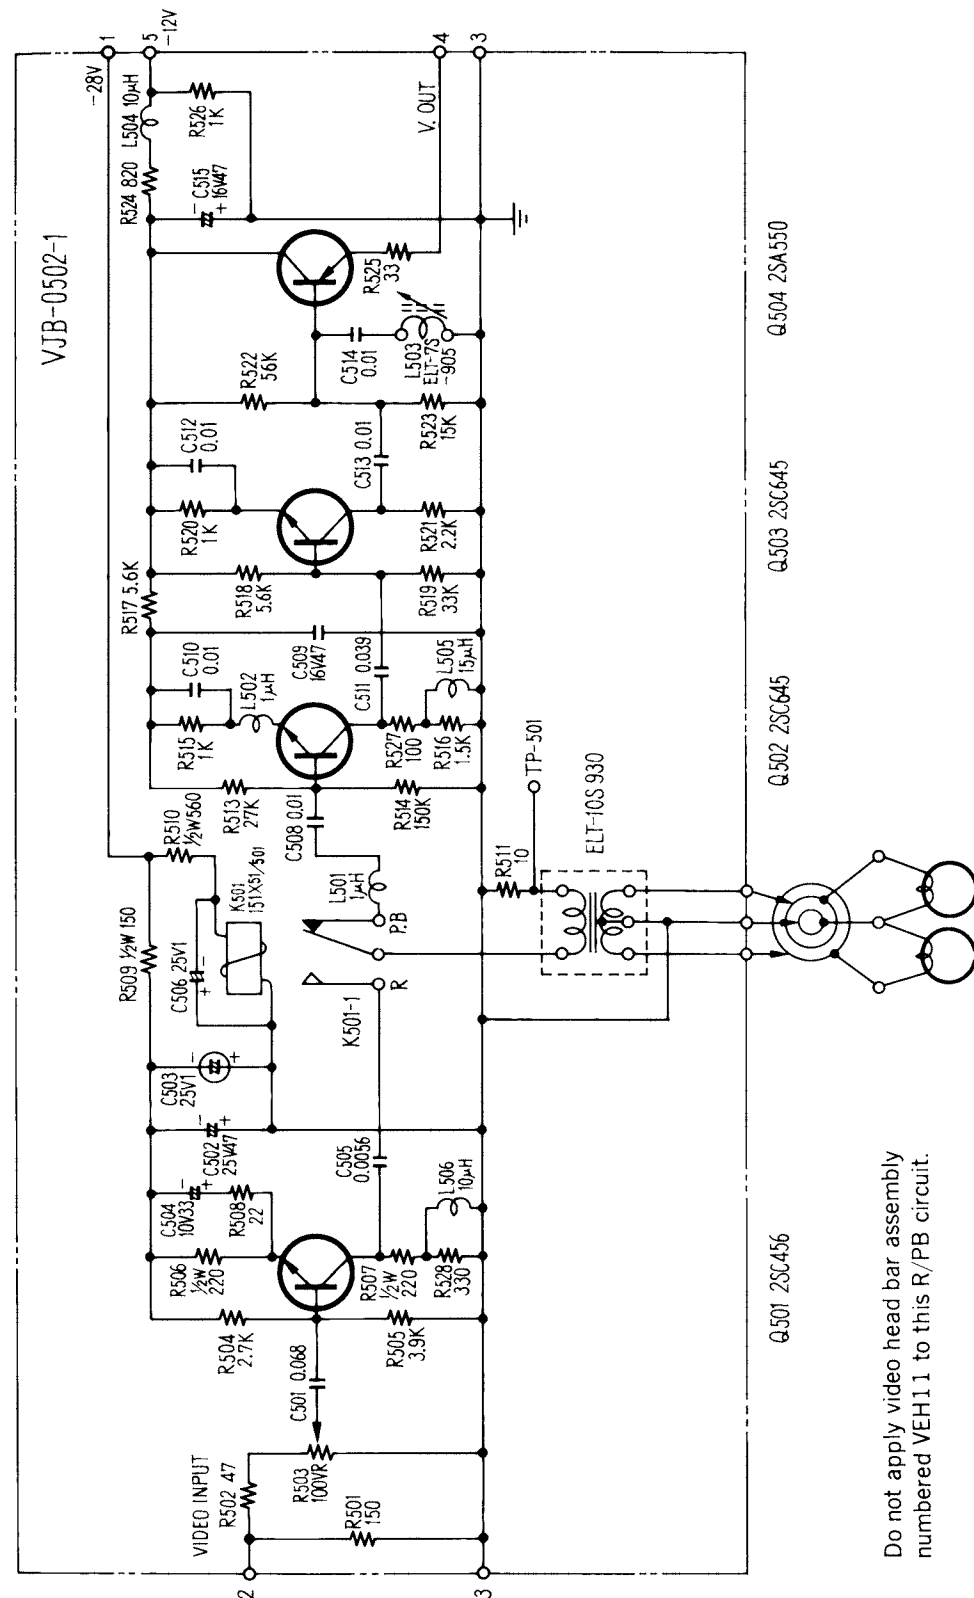 VJB-0502-1
-28V
1
5
-12V
L504 10μH
R524 820
R526
1K
C515
16V47
V. OUT
4
3
R525
33
C514
0.01
L503
ELT-7S
-905
R522
56K
R523
15K
C512
0.01
C513 0.01
R520
1K
R521
2.2K
R517 5.6K
R518
5.6K
R519
33K
C509
16V47
C511 0.039
C510
0.01
L502
1μH
L505
15μH
R515
1K
R527
100
R516
1.5K
R513
27K
R514
150K
C508 0.01
L501
1μH
R510
½W560
K501
151X51/501
R509 ½W 150
C506 25V1
P.B
R
K501-1
R511
10
TP-501
ELT-10S 930
C503
25V1
C502
25V47
C504
10V33
R508
22
C505
0.0056
L506
10μH
R506
½W
220
R507
½W
220
R528
330
R504
2.7K
R505
3.9K
C501 0.068
VIDEO INPUT
R502 47
R503
100VR
R501
150
2
3
Q501 2SC456
Q502 2SC645
Q503 2SC645
Q504 2SA550
Do not apply video head bar assembly
numbered VEH11 to this R/PB circuit.